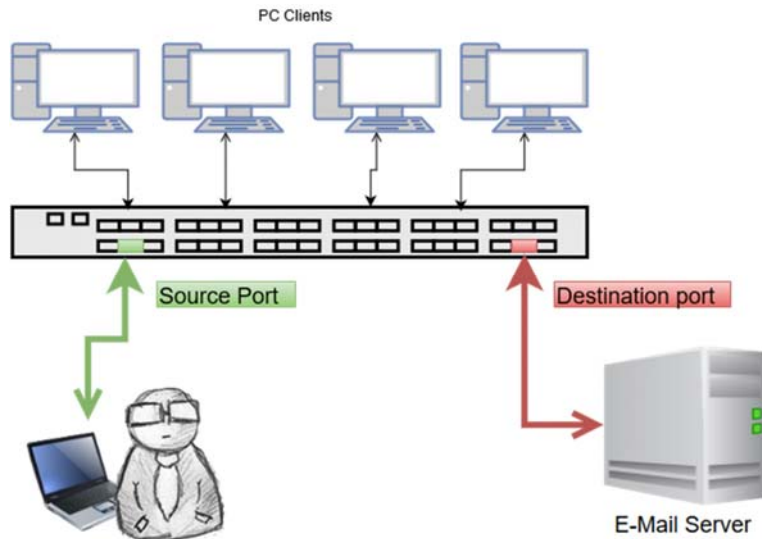 PC Clients
Source Port
Destination port
E-Mail Server